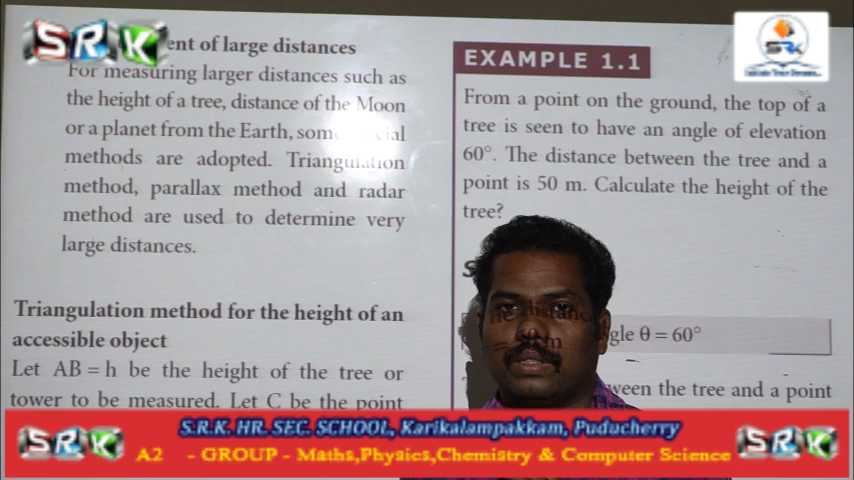 SRK
ent of large distances
For measuring larger distances such as
the height of a tree, distance of the Moon
or a planet from the Earth, some
methods are adopted. Triangulation
method, parallax method and radar
method are used to determine very
large distances.
Triangulation method for the height of an
accessible object
Let AB = h be the height of the tree or
tower to be measured. Let C be the point
SRK
EXAMPLE 1.1
From a point on the ground, the top of a
tree is seen to have an angle of elevation
60°. The distance between the tree and a
point is 50 m. Calculate the height of the
tree?
gle θ = 60°
ween the tree and a point
SRK
S.R.K. HR. SEC. SCHOOL, Karikalampakkam, Puducherry
A2 - GROUP - Maths,Physics,Chemistry & Computer Science
SRK